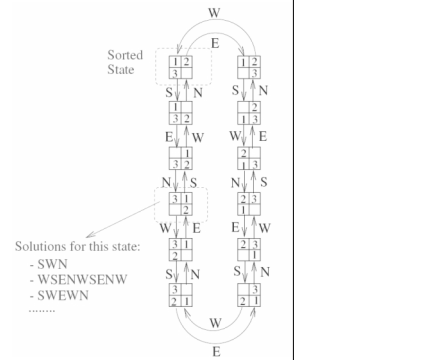 W
E
Sorted
State
1 2 1 2
3 3
S N S N
1 2
3 2 1 3
E W W E
1 2
3 2 1 3
N S N S
3 1 2 3
2 1
W E E W
Solutions for this state:
- SWN
- WSENWSENW
- SWEWN
........
3 1 2 3
2 1
S N S N
3 3
2 1 2 1
W
E